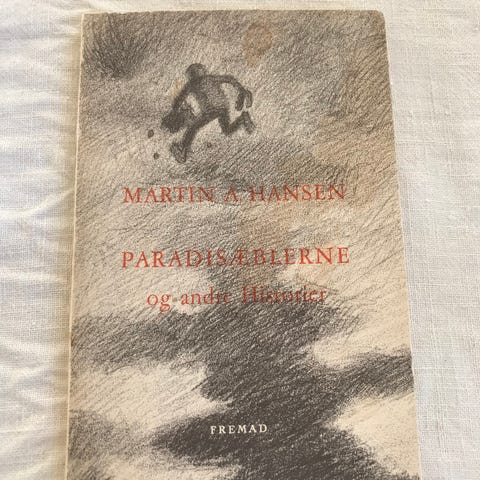 MARTIN A. HANSEN
PARADISÆBLERNE
og andre Historier
FREMAD